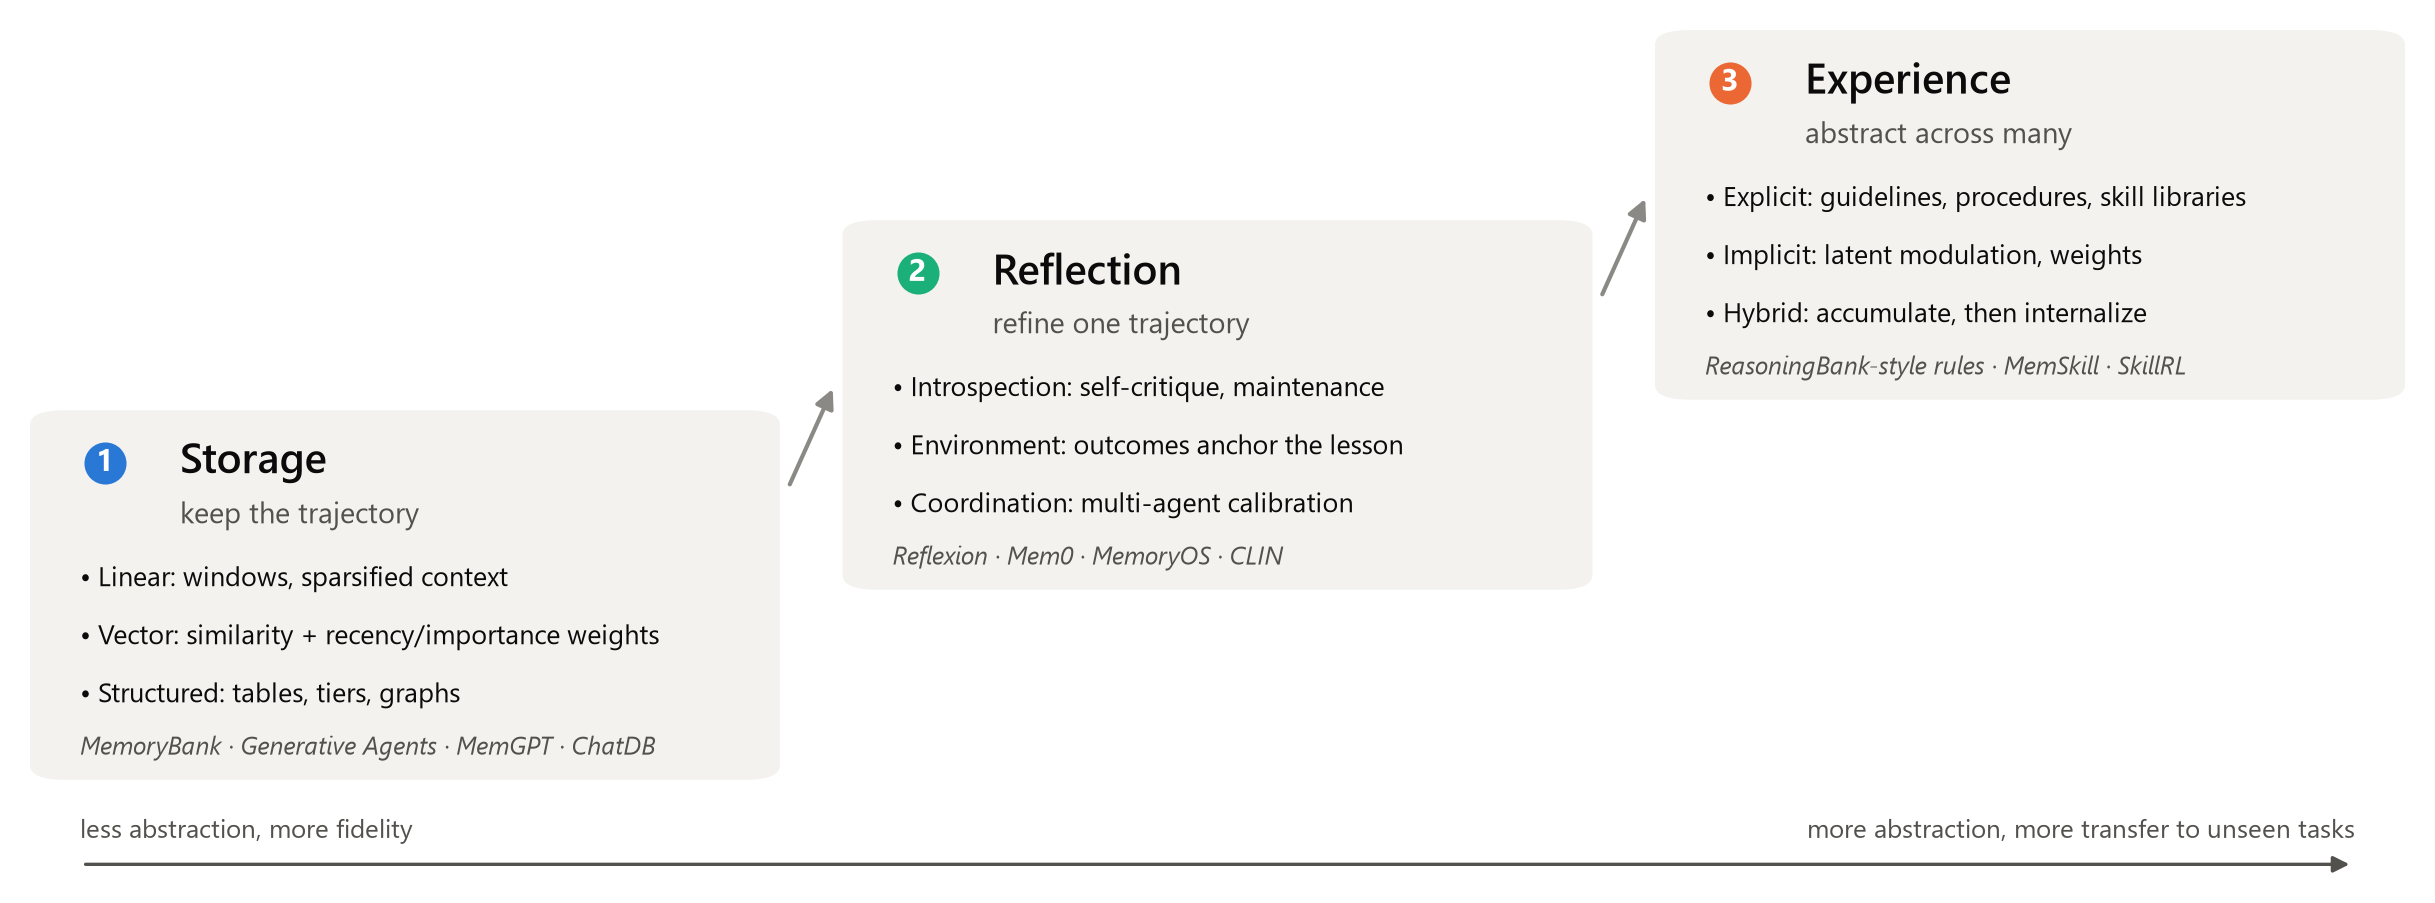 1 Storage
keep the trajectory
• Linear: windows, sparsified context
• Vector: similarity + recency/importance weights
• Structured: tables, tiers, graphs
MemoryBank · Generative Agents · MemGPT · ChatDB
2 Reflection
refine one trajectory
• Introspection: self-critique, maintenance
• Environment: outcomes anchor the lesson
• Coordination: multi-agent calibration
Reflexion · Mem0 · MemoryOS · CLIN
3 Experience
abstract across many
• Explicit: guidelines, procedures, skill libraries
• Implicit: latent modulation, weights
• Hybrid: accumulate, then internalize
ReasoningBank-style rules · MemSkill · SkillRL
less abstraction, more fidelity
more abstraction, more transfer to unseen tasks